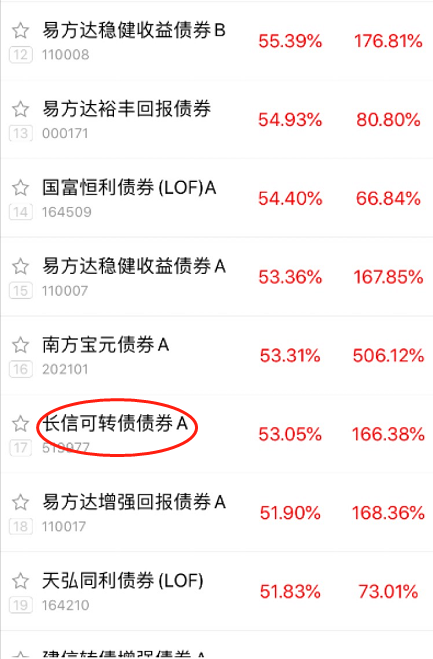 易方达稳健收益债券B 55.39% 176.81%
12 110008
易方达裕丰回报债券 54.93% 80.80%
13 000171
国富恒利债券(LOF)A 54.40% 66.84%
14 164509
易方达稳健收益债券A 53.36% 167.85%
15 110007
南方宝元债券A 53.31% 506.12%
16 202101
长信可转债债券A 53.05% 166.38%
17 519977
易方达增强回报债券A 51.90% 168.36%
18 110017
天弘同利债券(LOF) 51.83% 73.01%
19 164210
建信转债增强债券A